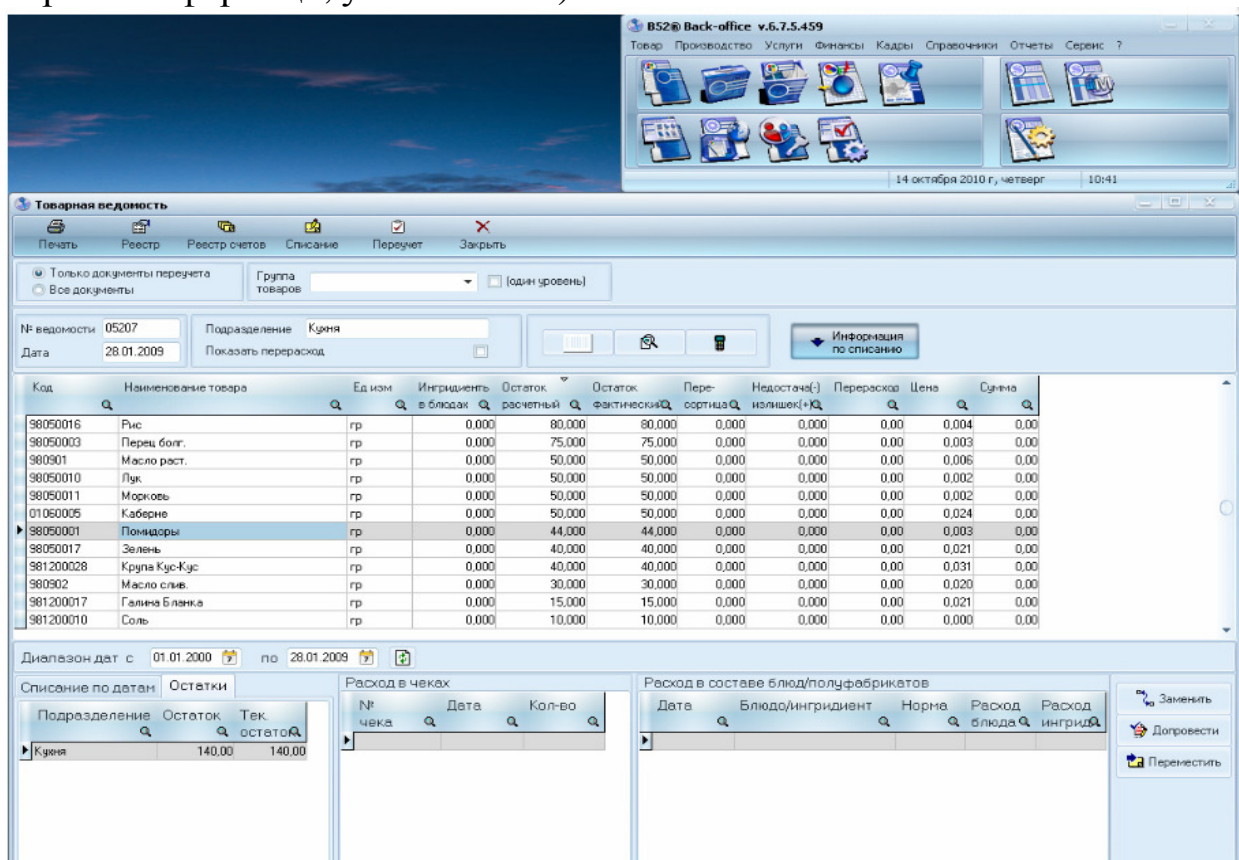 B52® Back-office v.6.7.5.459
Товар Производство Услуги Финансы Кадры Справочники Отчеты Сервис ?
14 октября 2010 г, четверг 10:41
Товарная ведомость
Печать Реестр Реестр счетов Списание Переучет Закрыть
Только документы переучета
Все документы
Группа товаров
(один уровень)
№ ведомости 05207 Подразделение Кухня
Дата 28.01.2009 Показать перерасход
Информация по списанию
Код Наименование товара Ед изм Ингридиенть Остаток Остаток Пере- Недостача(-) Перерасход Цена Сумма
в блюдах расчетный фактический сортица излишек(+)
98050016 Рис гр 0,000 80,000 80,000 0,000 0,000 0,00 0,004 0,00
98050003 Перец болг. гр 0,000 75,000 75,000 0,000 0,000 0,00 0,003 0,00
980901 Масло раст. гр 0,000 50,000 50,000 0,000 0,000 0,00 0,006 0,00
98050010 Лук гр 0,000 50,000 50,000 0,000 0,000 0,00 0,002 0,00
98050011 Морковь гр 0,000 50,000 50,000 0,000 0,000 0,00 0,002 0,00
01060005 Каберне гр 0,000 50,000 50,000 0,000 0,000 0,00 0,024 0,00
98050001 Помидоры гр 0,000 44,000 44,000 0,000 0,000 0,00 0,003 0,00
98050017 Зелень гр 0,000 40,000 40,000 0,000 0,000 0,00 0,021 0,00
981200028 Крупа Кус-Кус гр 0,000 40,000 40,000 0,000 0,000 0,00 0,031 0,00
980902 Масло слив. гр 0,000 30,000 30,000 0,000 0,000 0,00 0,020 0,00
981200017 Галина Бланка гр 0,000 15,000 15,000 0,000 0,000 0,00 0,021 0,00
981200010 Соль гр 0,000 10,000 10,000 0,000 0,000 0,00 0,000 0,00
Диапазон дат с 01.01.2000 по 28.01.2009
Списание по датам Остатки
Подразделение Остаток Тек. остаток
Кухня 140,00 140,00
Расход в чеках
№ чека Дата Кол-во
Расход в составе блюд/полуфабрикатов
Дата Блюдо/ингридиент Норма Расход блюда Расход ингрид
Заменить
Допровести
Переместить